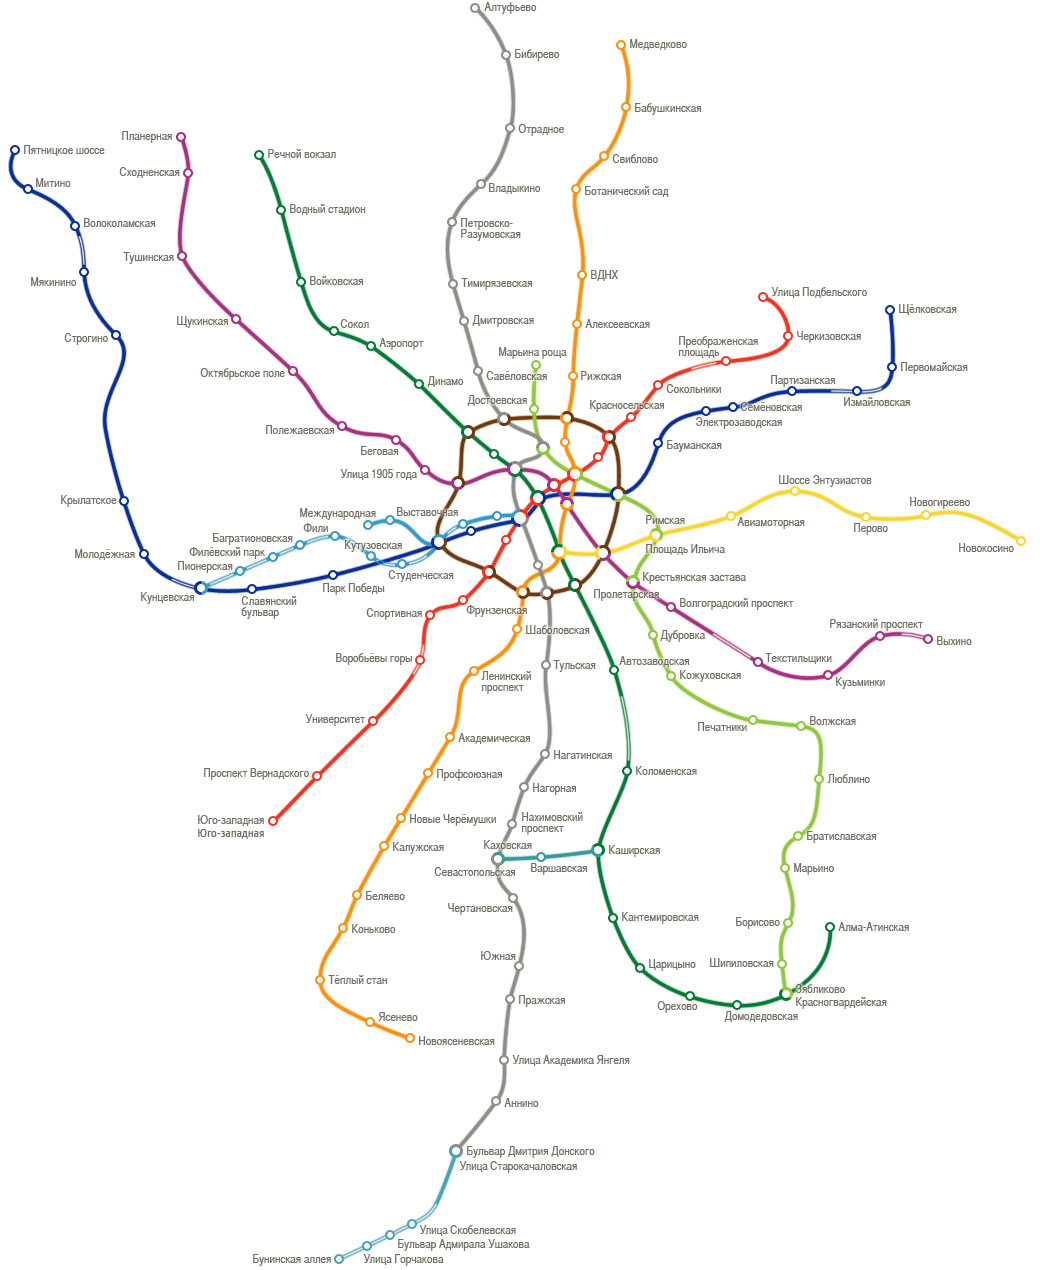 Алтуфьево
Медведково
Бибирево
Бабушкинская
Отрадное
Планерная
Речной вокзал
Пятницкое шоссе
Свиблово
Сходненская
Митино
Владыкино
Ботанический сад
Водный стадион
Волоколамская
Петровско-
Разумовская
Тушинская
Мякинино
Войковская
Тимирязевская
ВДНХ
Улица Подбельского
Щёлковская
Щукинская
Сокол
Дмитровская
Алексеевская
Строгино
Аэропорт
Марьина роща
Преображенская
площадь
Черкизовская
Октябрьское поле
Динамо
Савёловская
Рижская
Сокольники
Партизанская
Первомайская
Достоевская
Красносельская
Семёновская
Измайловская
Электрозаводская
Полежаевская
Беговая
Бауманская
Улица 1905 года
Шоссе Энтузиастов
Крылатское
Международная
Выставочная
Римская
Авиамоторная
Новогиреево
Перово
Фили
Багратионовская
Кутузовская
Филёвский парк
Пионерская
Площадь Ильича
Новокосино
Молодёжная
Студенческая
Крестьянская застава
Кунцевская
Славянский
бульвар
Парк Победы
Пролетарская
Волгоградский проспект
Спортивная
Фрунзенская
Рязанский проспект
Шаболовская
Дубровка
Выхино
Воробьёвы горы
Тульская
Автозаводская
Текстильщики
Ленинский
проспект
Кожуховская
Кузьминки
Университет
Печатники
Волжская
Академическая
Нагатинская
Проспект Вернадского
Профсоюзная
Коломенская
Люблино
Нагорная
Юго-западная
Юго-западная
Новые Черёмушки
Нахимовский
проспект
Калужская
Каховская
Варшавская
Каширская
Братиславская
Севастопольская
Марьино
Беляево
Чертановская
Кантемировская
Борисово
Алма-Атинская
Коньково
Южная
Царицыно
Шипиловская
Тёплый стан
Пражская
Орехово
Зябликово
Красногвардейская
Домодедовская
Ясенево
Новоясеневская
Улица Академика Янгеля
Аннино
Бульвар Дмитрия Донского
Улица Старокачаловская
Улица Скобелевская
Бульвар Адмирала Ушакова
Бунинская аллея
Улица Горчакова